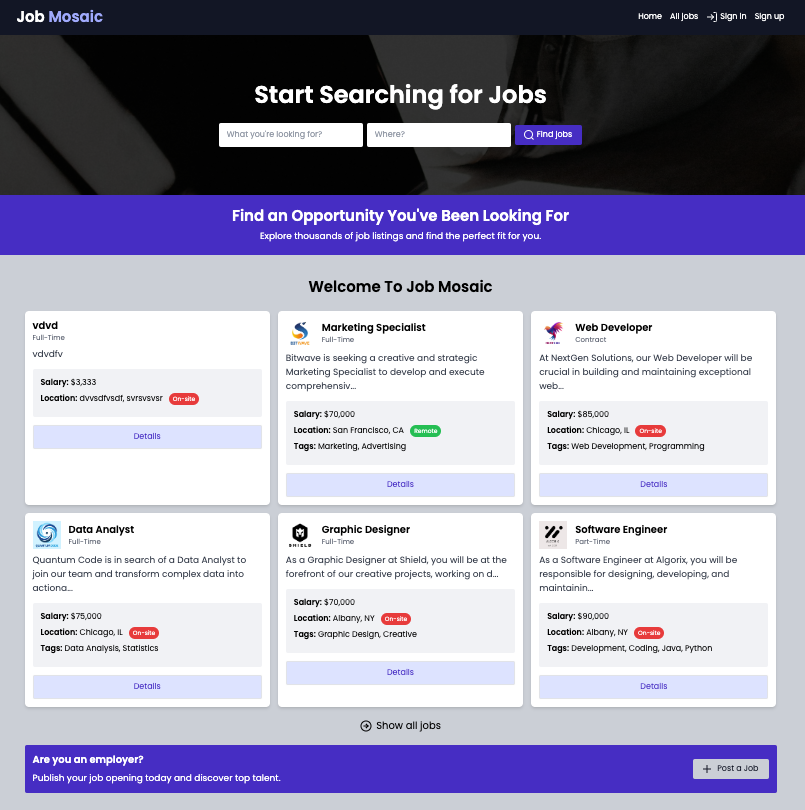 Job Mosaic
Home All jobs Sign in Sign up
Start Searching for Jobs
What you're looking for?
Where?
Find jobs
Find an Opportunity You've Been Looking For
Explore thousands of job listings and find the perfect fit for you.
Welcome To Job Mosaic
vdvd
Full-Time
vdvdfv
Salary: $3,333
Location: dvvsdfvsdf, svrsvsvsr On-site
Details
Marketing Specialist
Full-Time
Bitwave is seeking a creative and strategic
Marketing Specialist to develop and execute
comprehensiv...
Salary: $70,000
Location: San Francisco, CA Remote
Tags: Marketing, Advertising
Details
Web Developer
Contract
At NextGen Solutions, our Web Developer will be
crucial in building and maintaining exceptional
web...
Salary: $85,000
Location: Chicago, IL On-site
Tags: Web Development, Programming
Details
Data Analyst
Full-Time
Quantum Code is in search of a Data Analyst to
join our team and transform complex data into
actiona...
Salary: $75,000
Location: Chicago, IL On-site
Tags: Data Analysis, Statistics
Details
SHIELD
Graphic Designer
Full-Time
As a Graphic Designer at Shield, you will be at the
forefront of our creative projects, working on d...
Salary: $70,000
Location: Albany, NY On-site
Tags: Graphic Design, Creative
Details
Software Engineer
Part-Time
As a Software Engineer at Algorix, you will be
responsible for designing, developing, and
maintainin...
Salary: $90,000
Location: Albany, NY On-site
Tags: Development, Coding, Java, Python
Details
Show all jobs
Are you an employer?
Publish your job opening today and discover top talent.
Post a Job